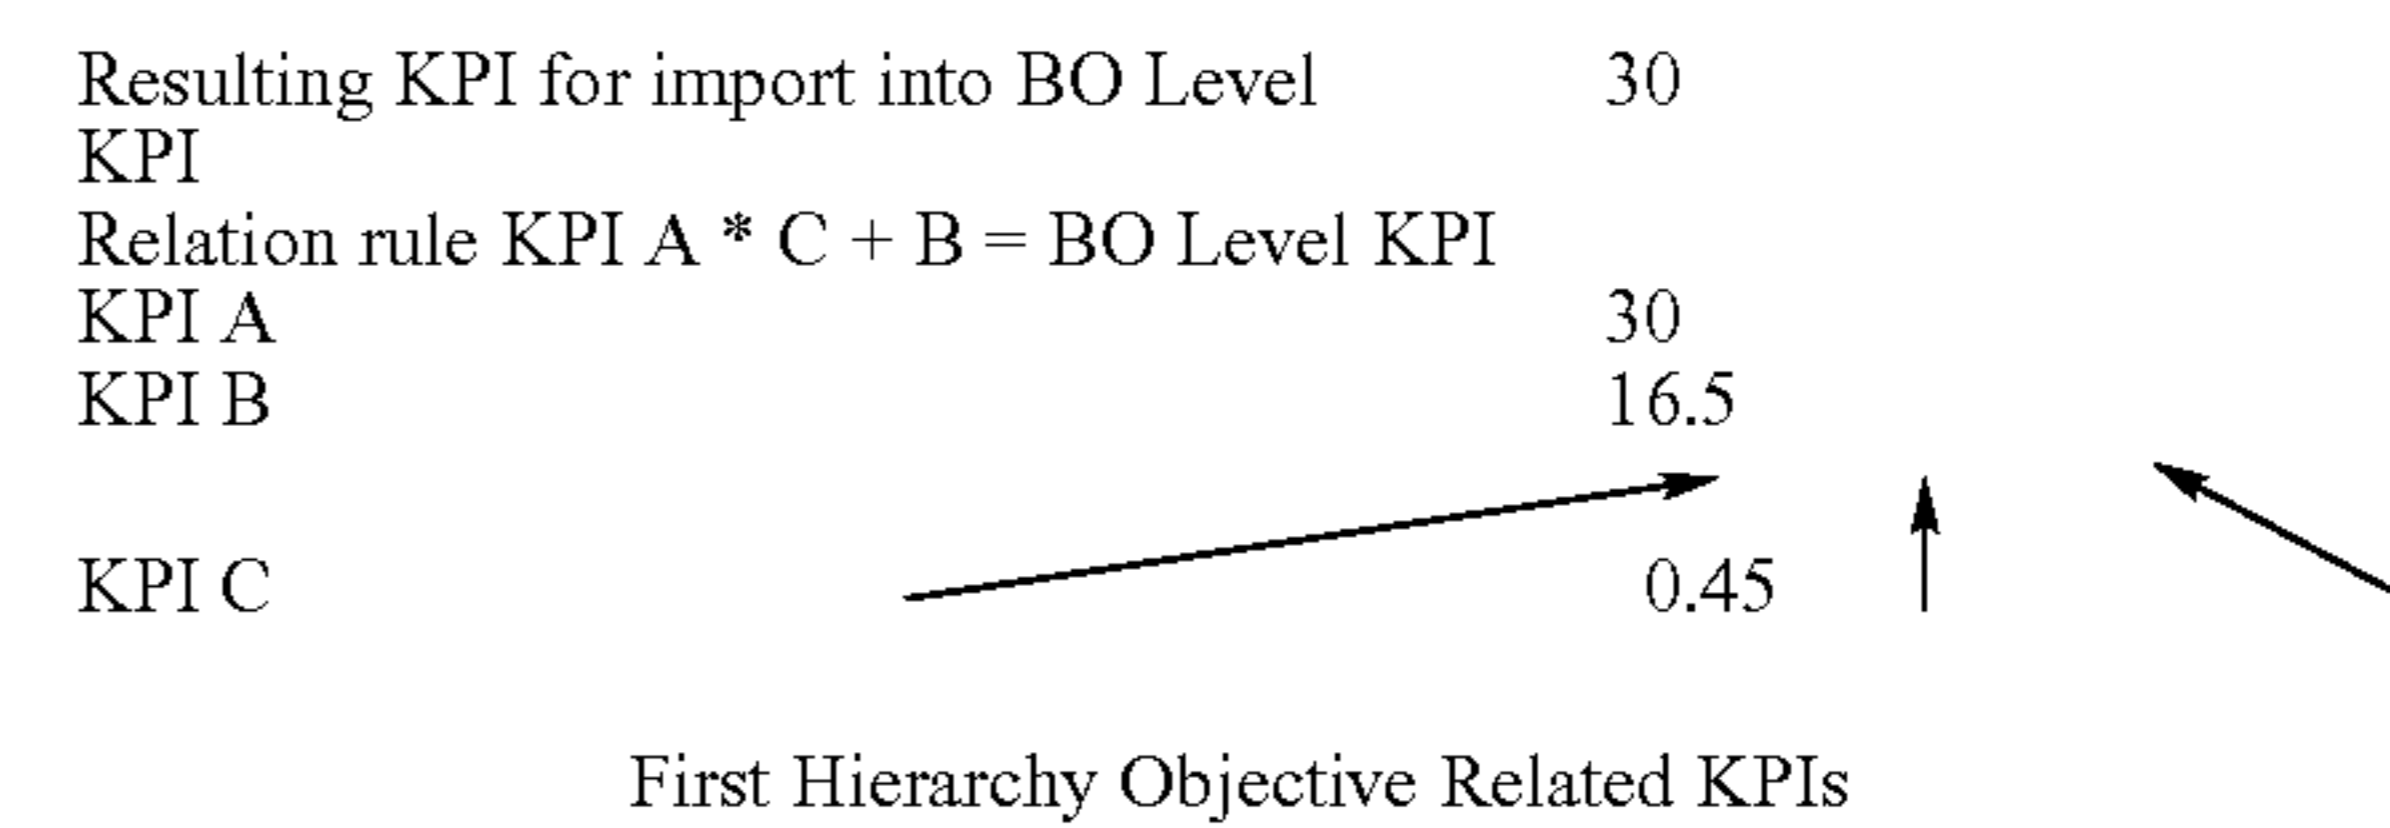 Resulting KPI for import into BO Level 30
KPI
Relation rule KPI A * C + B = BO Level KPI
KPI A 30
KPI B 16.5
KPI C 0.45
First Hierarchy Objective Related KPIs